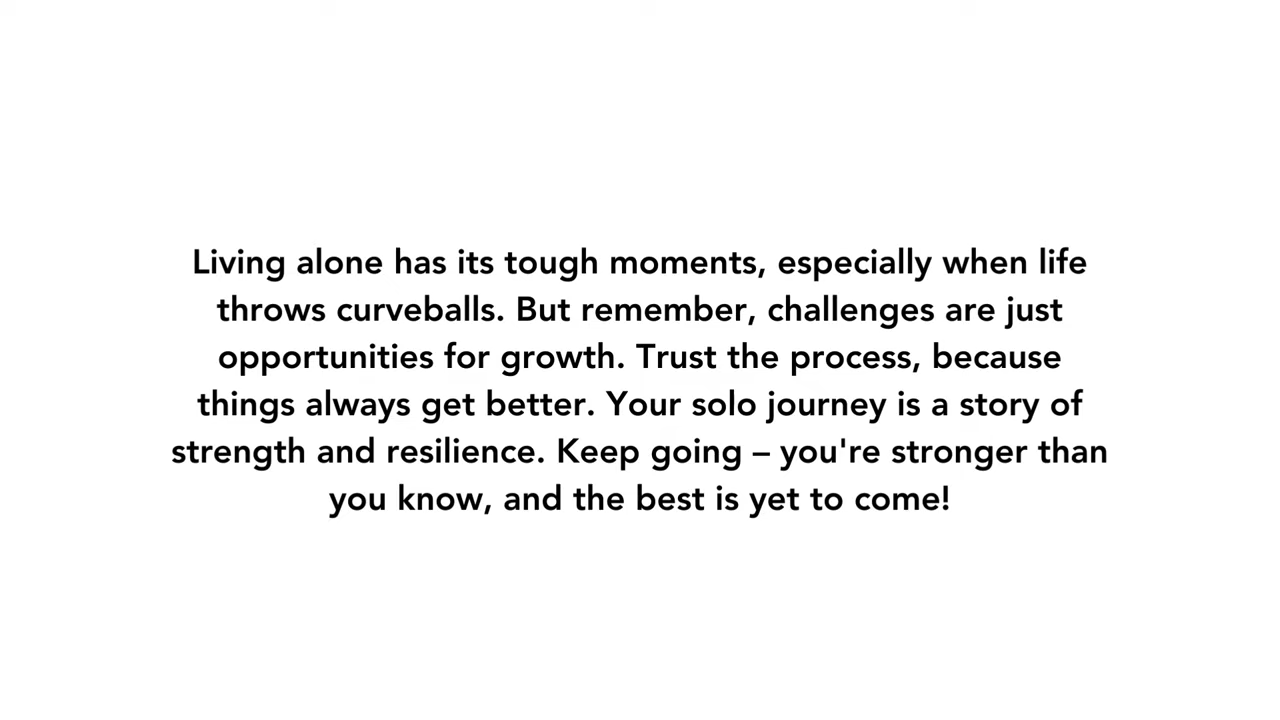 Living alone has its tough moments, especially when life
throws curveballs. But remember, challenges are just
opportunities for growth. Trust the process, because
things always get better. Your solo journey is a story of
strength and resilience. Keep going – you're stronger than
you know, and the best is yet to come!